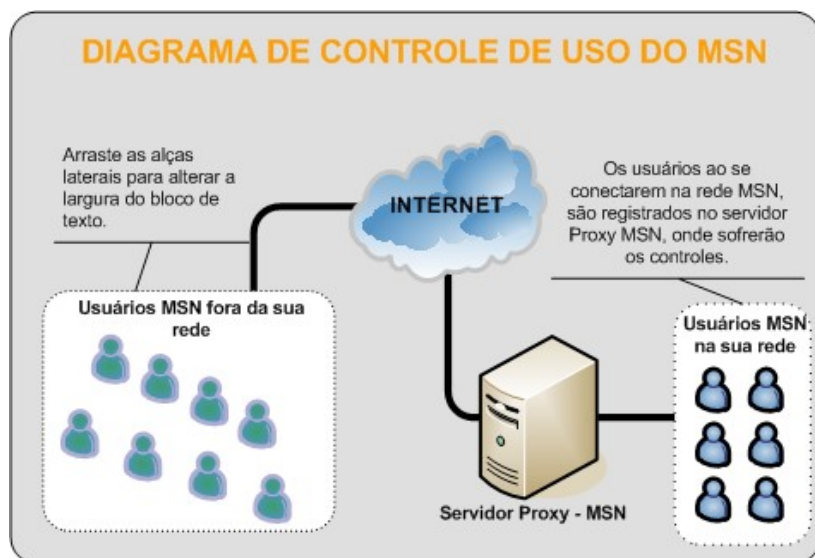 DIAGRAMA DE CONTROLE DE USO DO MSN
Arraste as alças
laterais para alterar a
largura do bloco de
texto.
INTERNET
Os usuários ao se
conectarem na rede MSN,
são registrados no servidor
Proxy MSN, onde sofrerão
os controles.
Usuários MSN fora da sua
rede
Usuários MSN
na sua rede
Servidor Proxy - MSN